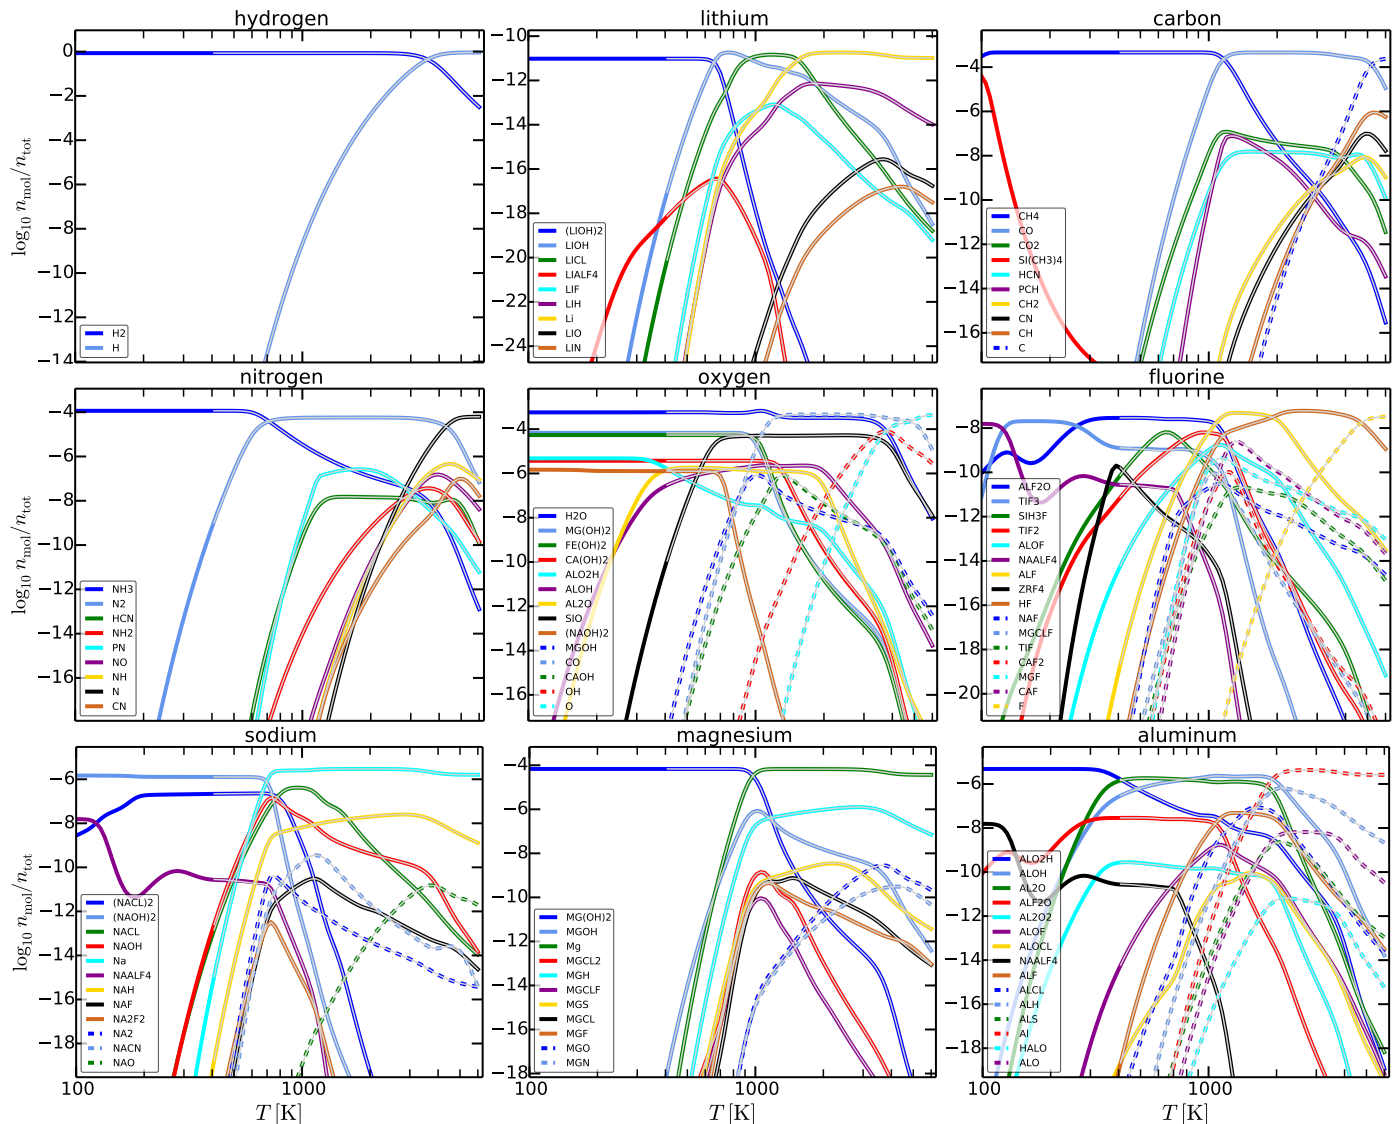 hydrogen
lithium
carbon
log₁₀ n_mol/n_tot
0
−2
−4
−6
−8
−10
−12
−14
H2
H
−10
−12
−14
−16
−18
−20
−22
−24
(LIOH)2
LIOH
LICL
LIALF4
LIF
LIH
Li
LIO
LIN
−4
−6
−8
−10
−12
−14
−16
CH4
CO
CO2
SI(CH3)4
HCN
PCH
CH2
CN
CH
C
nitrogen
oxygen
fluorine
log₁₀ n_mol/n_tot
−4
−6
−8
−10
−12
−14
−16
NH3
N2
HCN
NH2
PN
NO
NH
N
CN
−4
−6
−8
−10
−12
−14
−16
H2O
MG(OH)2
FE(OH)2
CA(OH)2
ALO2H
ALOH
AL2O
SIO
(NAOH)2
MGOH
CO
CAOH
OH
O
−8
−10
−12
−14
−16
−18
−20
ALF2O
TIF3
SIH3F
TIF2
ALOF
NAALF4
ALF
ZRF4
HF
NAF
MGCLF
TIF
CAF2
MGF
CAF
F
sodium
magnesium
aluminum
log₁₀ n_mol/n_tot
−6
−8
−10
−12
−14
−16
−18
(NACL)2
(NAOH)2
NACL
NAOH
Na
NAALF4
NAH
NAF
NA2F2
NA2
NACN
NAO
100
1000
T [K]
−4
−6
−8
−10
−12
−14
−16
−18
MG(OH)2
MGOH
Mg
MGCL2
MGH
MGCLF
MGS
MGCL
MGF
MGO
MGN
100
1000
T [K]
−6
−8
−10
−12
−14
−16
−18
ALO2H
ALOH
AL2O
ALF2O
AL2O2
ALOF
ALOCL
NAALF4
ALF
ALCL
ALH
ALS
Al
HALO
ALO
100
1000
T [K]